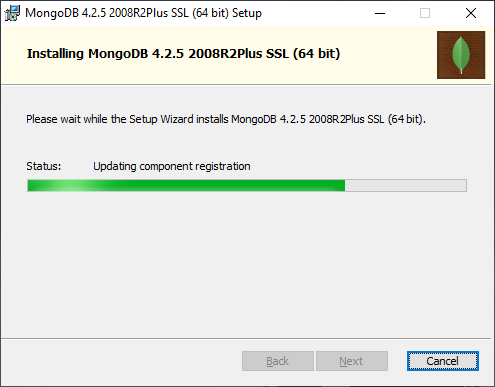 MongoDB 4.2.5 2008R2Plus SSL (64 bit) Setup
Installing MongoDB 4.2.5 2008R2Plus SSL (64 bit)
Please wait while the Setup Wizard installs MongoDB 4.2.5 2008R2Plus SSL (64 bit).
Status: Updating component registration
Back Next Cancel